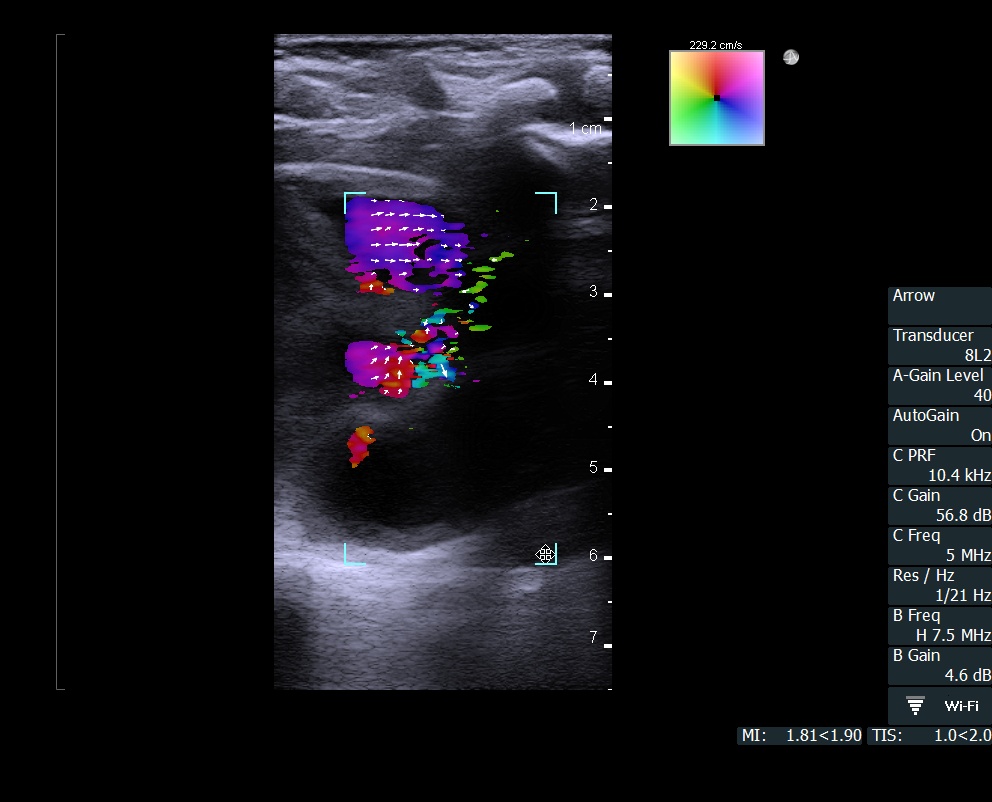 229.2 cm/s
1 cm
2
3
4
5
6
7
Arrow
Transducer
8L2
A-Gain Level
40
AutoGain
On
C PRF
10.4 kHz
C Gain
56.8 dB
C Freq
5 MHz
Res / Hz
1/21 Hz
B Freq
H 7.5 MHz
B Gain
4.6 dB
Wi-Fi
MI: 1.81<1.90 TIS: 1.0<2.0